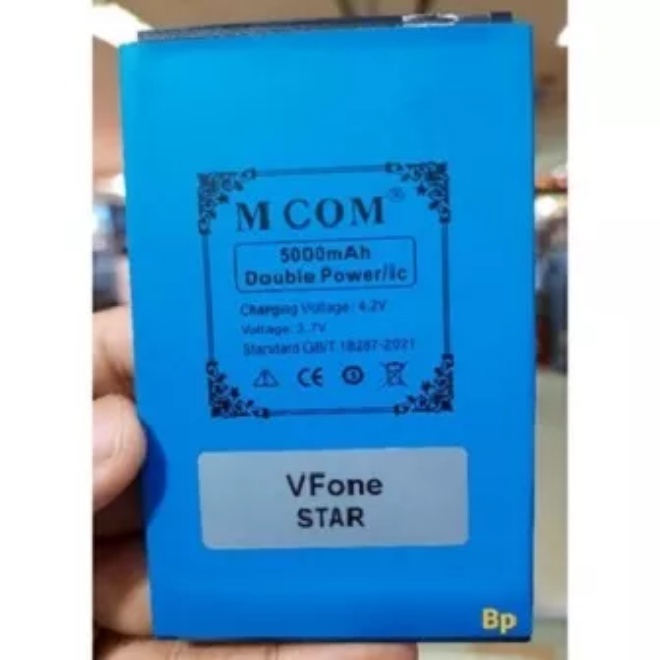 M COM®
5000mAh
Double Power/ic
Charging Voltage: 4.2V
Voltage: 3.7V
Standard GB/T 18287-2021
VFone
STAR
Bp